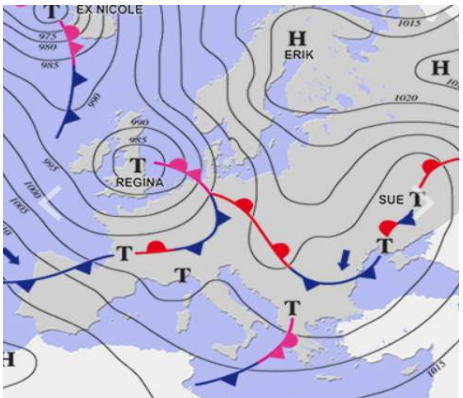 EX NICOLE
T
975
980
985
990
1015
H
ERIK
H
1020
990
985
T
REGINA
995
1000
1005
SUE T
T
T
T
T
H
1015